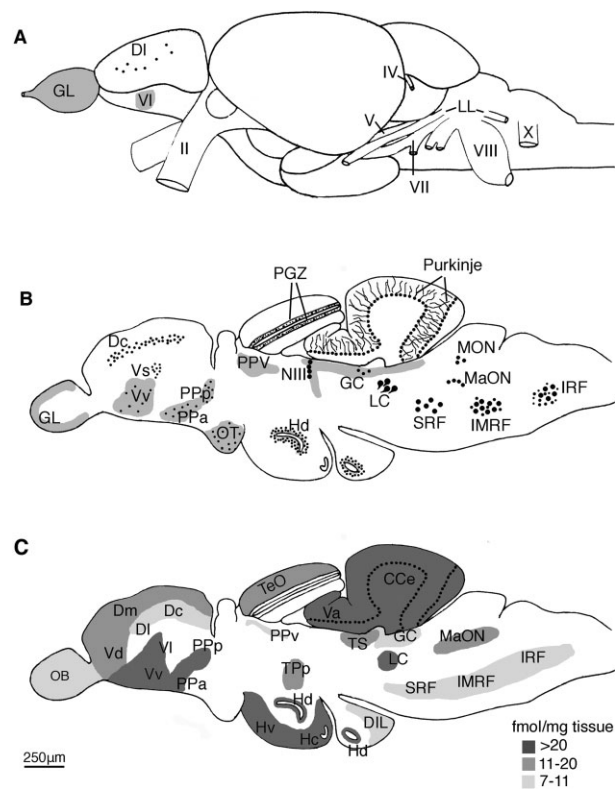 A
DI
GL
VI
II
IV
V
LL
X
VIII
VII
B
PGZ
Purkinje
Dc
Vs
Vv
PPp
PPa
PPV
NIII
GC
LC
MON
MaON
IRF
GL
OT
Hd
SRF
IMRF
C
TeO
CCe
Dm
Dc
Va
DI
VI
PPp
PPv
TS
GC
MaON
Vd
OB
Vv
PPa
TPp
LC
IRF
IMRF
SRF
Hd
DIL
Hv
Hc
Hd
250µm
fmol/mg tissue
>20
11-20
7-11